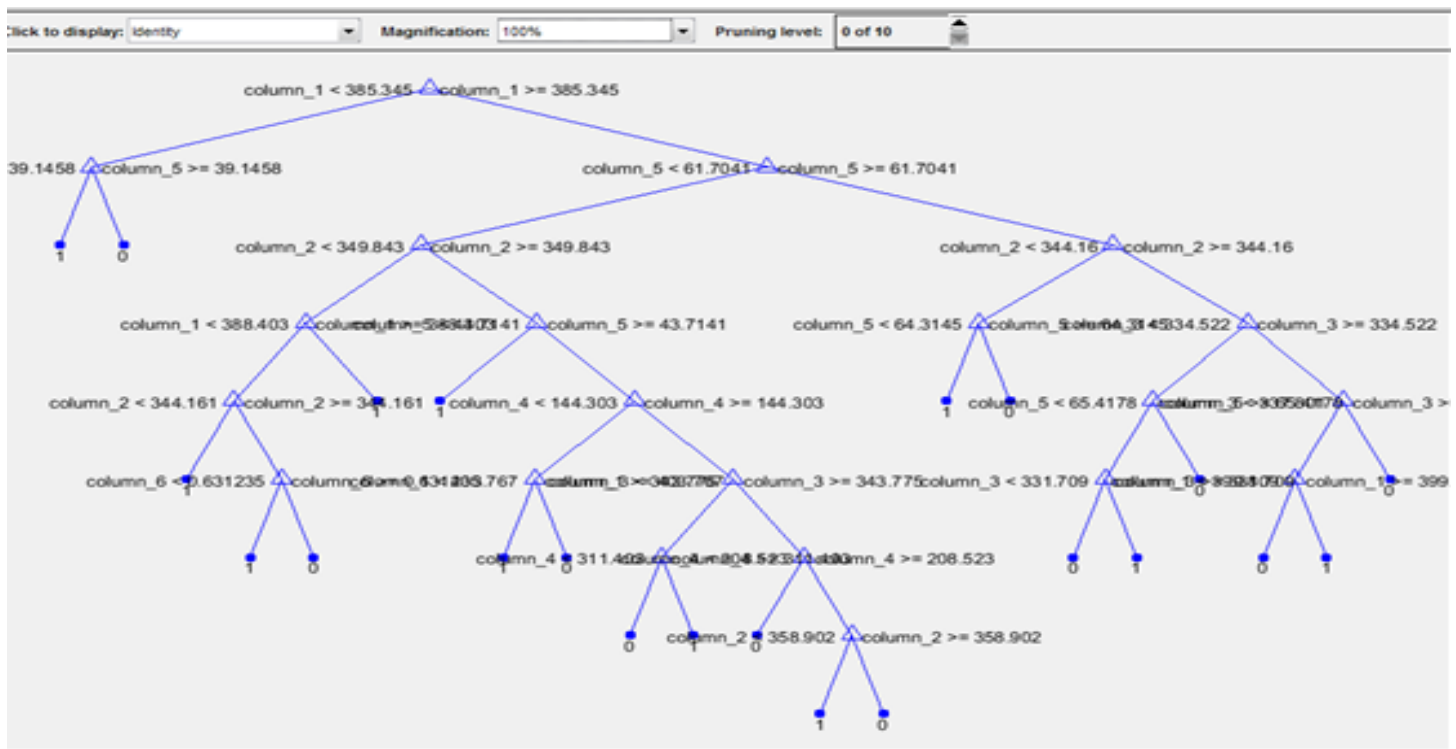 Click to display: Identity Magnification: 100% Pruning level: 0 of 10
column_1 < 385.345 column_1 >= 385.345
39.1458 column_5 >= 39.1458 column_5 < 61.7041 column_5 >= 61.7041
1 0 column_2 < 349.843 column_2 >= 349.843 column_2 < 344.16 column_2 >= 344.16
column_1 < 388.403 column_5 >= 43.7141 column_5 < 64.3145 column_3 >= 334.522
column_2 < 344.161 column_2 >= 344.161 1 1 column_4 < 144.303 column_4 >= 144.303 1 0 column_5 < 65.4178 column_3 >=
1 column_6 < 0.631235 column_3 >= 343.775 column_3 < 331.709 0 column_1 >= 399 0
1 0 column_4 311.493 1 0 column_4 >= 208.523 0 1 0 1
0 1 0 column_2 358.902 column_2 >= 358.902
1 0